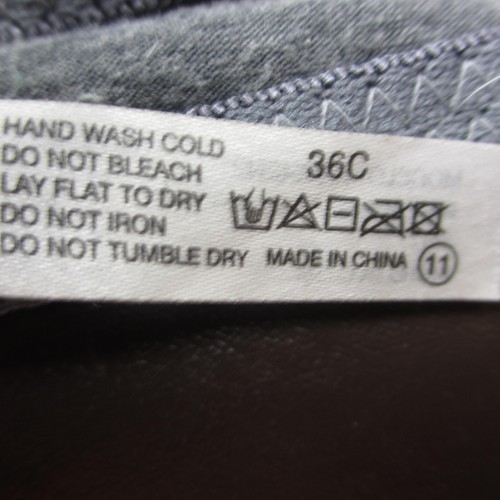 HAND WASH COLD
DO NOT BLEACH
LAY FLAT TO DRY
DO NOT IRON
DO NOT TUMBLE DRY
36C
MADE IN CHINA 11